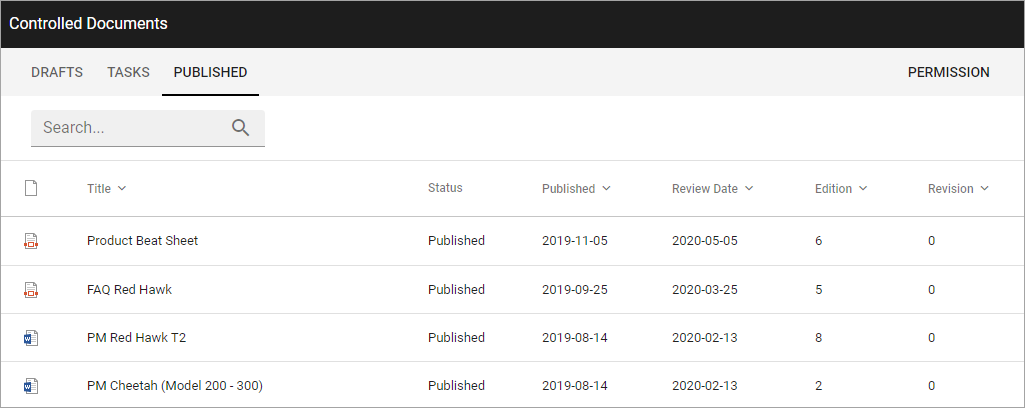 Controlled Documents
DRAFTS TASKS PUBLISHED PERMISSION
Search...
Title Status Published Review Date Edition Revision
Product Beat Sheet Published 2019-11-05 2020-05-05 6 0
FAQ Red Hawk Published 2019-09-25 2020-03-25 5 0
PM Red Hawk T2 Published 2019-08-14 2020-02-13 8 0
PM Cheetah (Model 200 - 300) Published 2019-08-14 2020-02-13 2 0